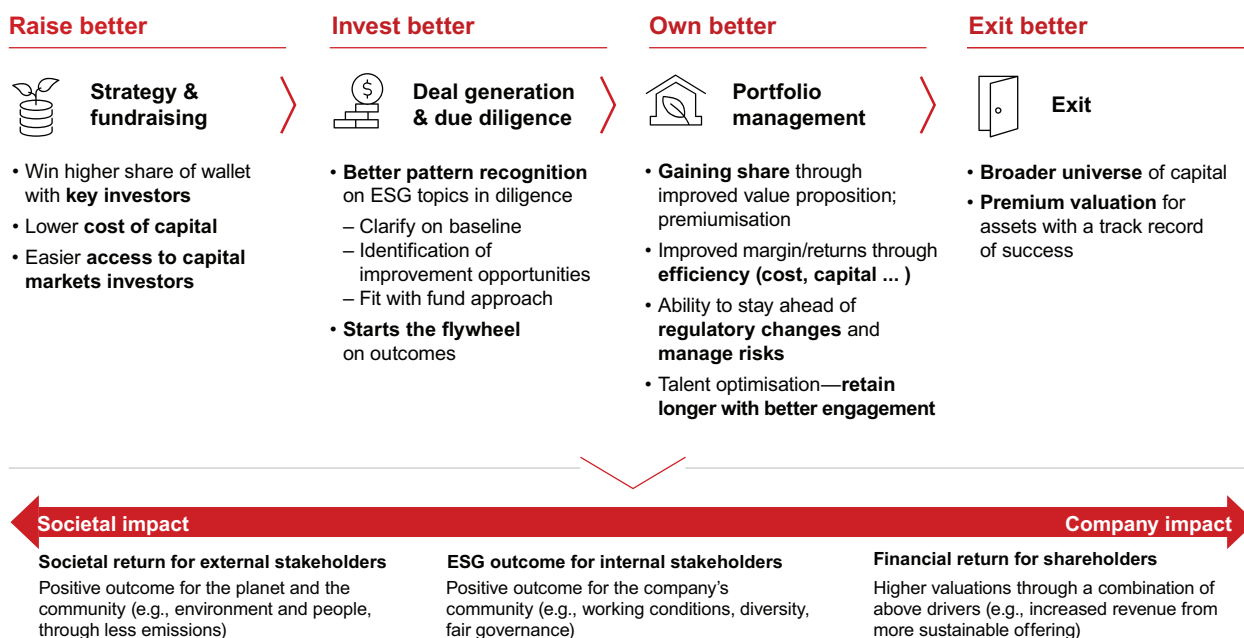 Raise better
Strategy &
fundraising
• Win higher share of wallet
with key investors
• Lower cost of capital
• Easier access to capital
markets investors
Invest better
$
Deal generation
& due diligence
• Better pattern recognition
on ESG topics in diligence
– Clarify on baseline
– Identification of
improvement opportunities
– Fit with fund approach
• Starts the flywheel
on outcomes
Own better
Portfolio
management
• Gaining share through
improved value proposition;
premiumisation
• Improved margin/returns through
efficiency (cost, capital ... )
• Ability to stay ahead of
regulatory changes and
manage risks
• Talent optimisation—retain
longer with better engagement
Exit better
Exit
• Broader universe of capital
• Premium valuation for
assets with a track record
of success
Societal impact
Company impact
Societal return for external stakeholders
Positive outcome for the planet and the
community (e.g., environment and people,
through less emissions)
ESG outcome for internal stakeholders
Positive outcome for the company’s
community (e.g., working conditions, diversity,
fair governance)
Financial return for shareholders
Higher valuations through a combination of
above drivers (e.g., increased revenue from
more sustainable offering)